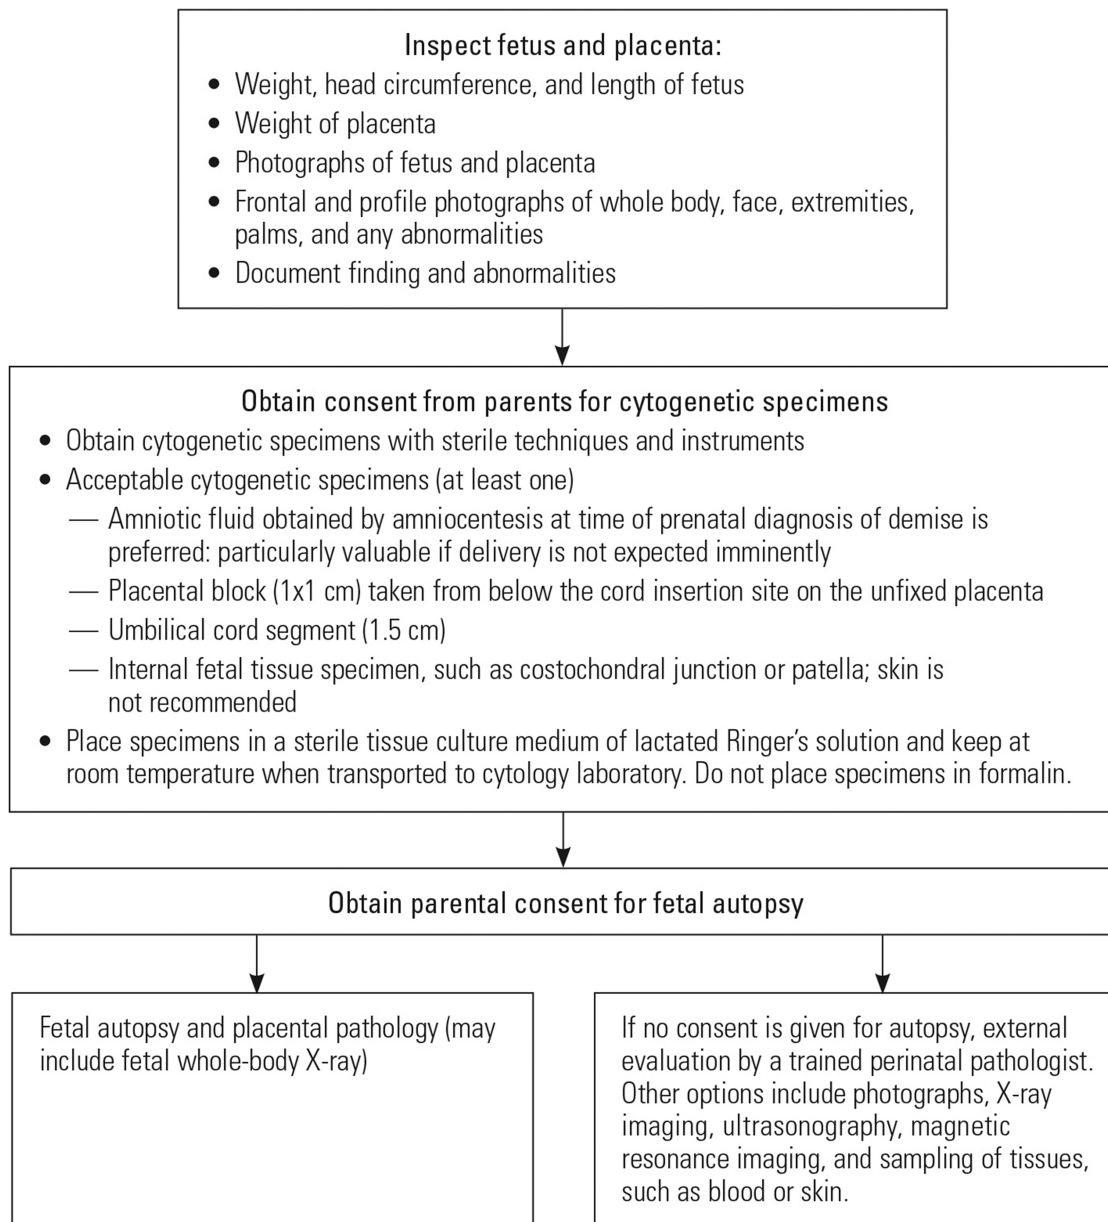 Inspect fetus and placenta:
• Weight, head circumference, and length of fetus
• Weight of placenta
• Photographs of fetus and placenta
• Frontal and profile photographs of whole body, face, extremities,
palms, and any abnormalities
• Document finding and abnormalities
Obtain consent from parents for cytogenetic specimens
• Obtain cytogenetic specimens with sterile techniques and instruments
• Acceptable cytogenetic specimens (at least one)
— Amniotic fluid obtained by amniocentesis at time of prenatal diagnosis of demise is
preferred: particularly valuable if delivery is not expected imminently
— Placental block (1x1 cm) taken from below the cord insertion site on the unfixed placenta
— Umbilical cord segment (1.5 cm)
— Internal fetal tissue specimen, such as costochondral junction or patella; skin is
not recommended
• Place specimens in a sterile tissue culture medium of lactated Ringer’s solution and keep at
room temperature when transported to cytology laboratory. Do not place specimens in formalin.
Obtain parental consent for fetal autopsy
Fetal autopsy and placental pathology (may
include fetal whole-body X-ray)
If no consent is given for autopsy, external
evaluation by a trained perinatal pathologist.
Other options include photographs, X-ray
imaging, ultrasonography, magnetic
resonance imaging, and sampling of tissues,
such as blood or skin.